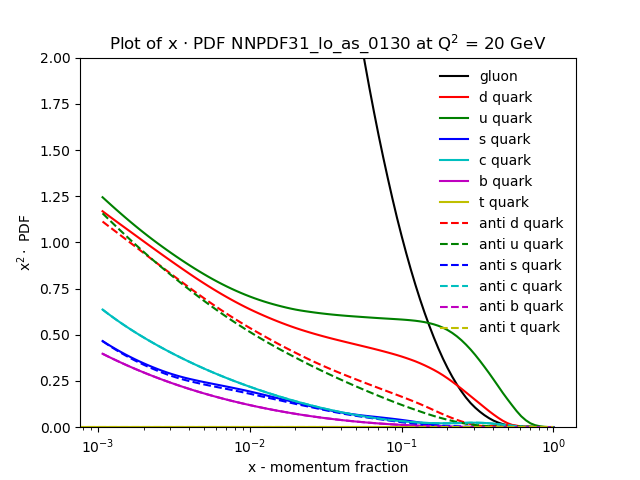 Plot of x · PDF NNPDF31_lo_as_0130 at Q² = 20 GeV
x² · PDF
2.00
1.75
1.50
1.25
1.00
0.75
0.50
0.25
0.00
gluon
d quark
u quark
s quark
c quark
b quark
t quark
anti d quark
anti u quark
anti s quark
anti c quark
anti b quark
anti t quark
10⁻³ 10⁻² 10⁻¹ 10⁰
x - momentum fraction